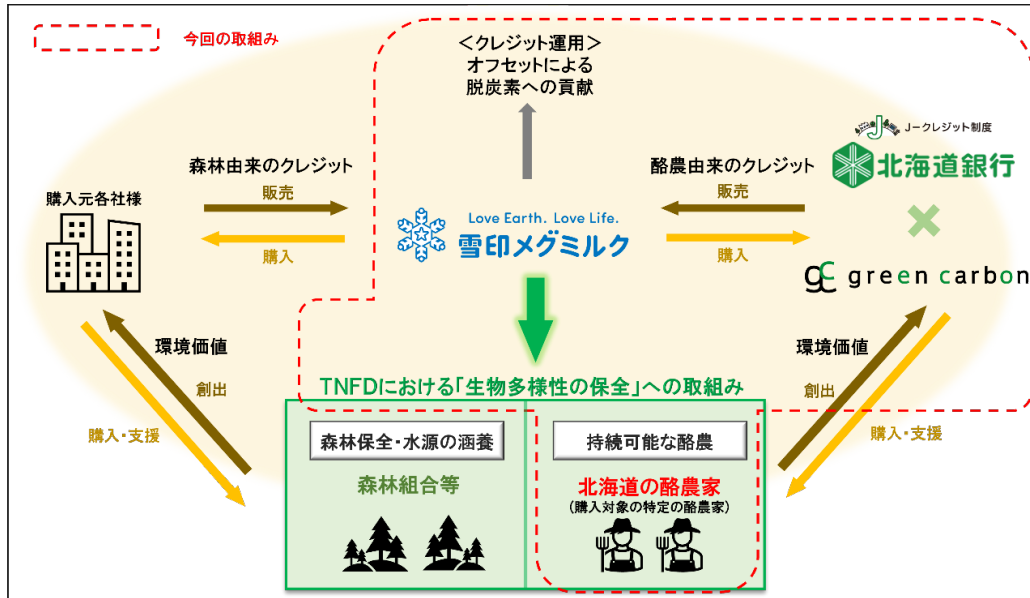 今回の取組み
＜クレジット運用＞
オフセットによる
脱炭素への貢献
J－クレジット制度
北海道銀行
×
green carbon
森林由来のクレジット
販売
購入
酪農由来のクレジット
販売
購入
購入元各社様
Love Earth. Love Life.
雪印メグミルク
環境価値
創出
購入・支援
環境価値
創出
購入・支援
TNFDにおける「生物多様性の保全」への取組み
森林保全・水源の涵養
森林組合等
持続可能な酪農
北海道の酪農家
(購入対象の特定の酪農家)